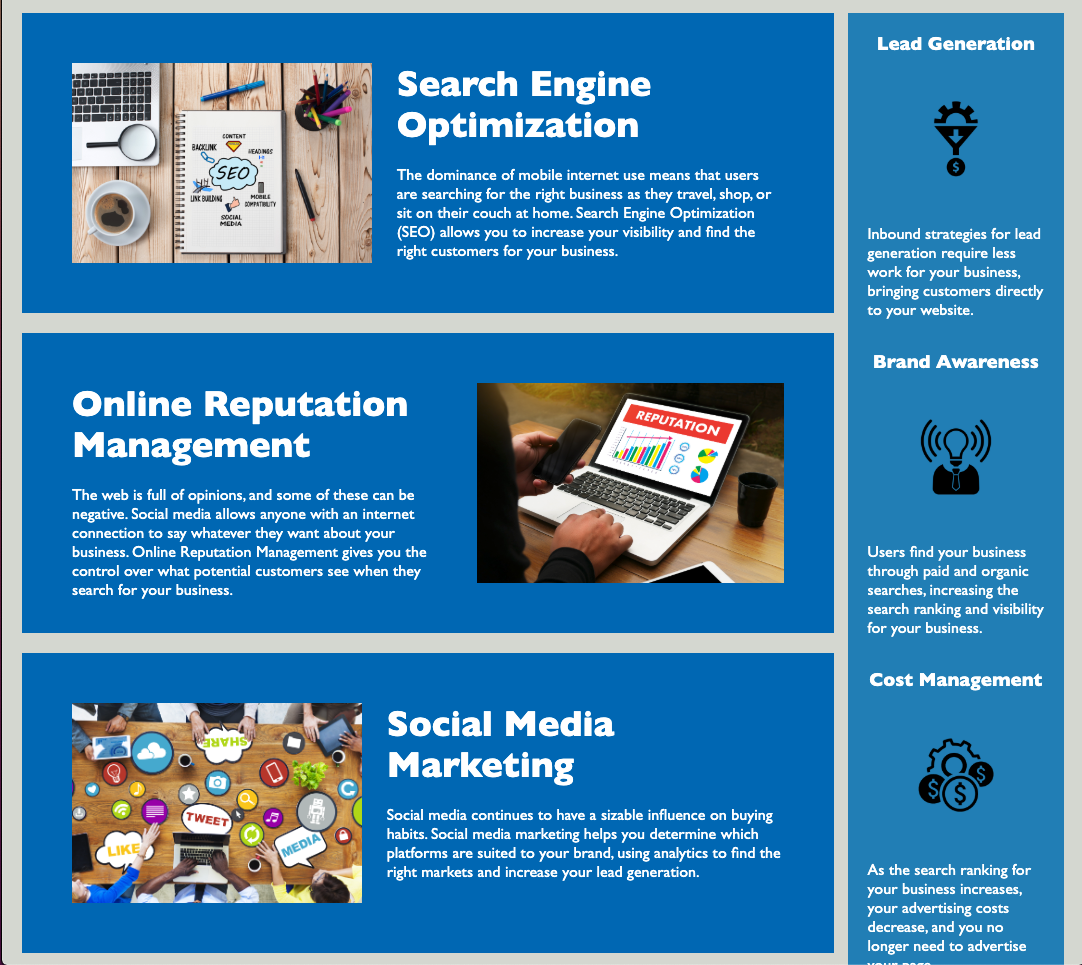 Search Engine
Optimization
The dominance of mobile internet use means that users
are searching for the right business as they travel, shop, or
sit on their couch at home. Search Engine Optimization
(SEO) allows you to increase your visibility and find the
right customers for your business.
CONTENT
BACKLINK
HEADINGS
SEO
LINK BUILDING
MOBILE
COMPATIBILITY
SOCIAL
MEDIA
Online Reputation
Management
The web is full of opinions, and some of these can be
negative. Social media allows anyone with an internet
connection to say whatever they want about your
business. Online Reputation Management gives you the
control over what potential customers see when they
search for your business.
REPUTATION
Social Media
Marketing
Social media continues to have a sizable influence on buying
habits. Social media marketing helps you determine which
platforms are suited to your brand, using analytics to find the
right markets and increase your lead generation.
SHARE
TWEET
LIKE
MEDIA
Lead Generation
$
Inbound strategies for lead
generation require less
work for your business,
bringing customers directly
to your website.
Brand Awareness
Users find your business
through paid and organic
searches, increasing the
search ranking and visibility
for your business.
Cost Management
$ $ $
As the search ranking for
your business increases,
your advertising costs
decrease, and you no
longer need to advertise